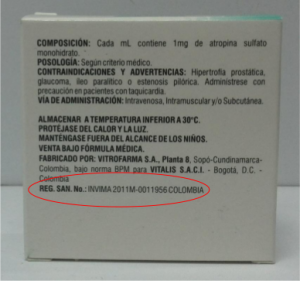 COMPOSICIÓN: Cada mL contiene 1mg de atropina sulfato
monohidrato.
POSOLOGÍA: Según criterio médico.
CONTRAINDICACIONES Y ADVERTENCIAS: Hipertrofia prostática,
glaucoma, íleo paralítico o estenosis pilórica. Adminístrese con
precaución en pacientes con taquicardia.
VÍA DE ADMINISTRACIÓN: Intravenosa, Intramuscular y/o Subcutánea.
ALMACENAR A TEMPERATURA INFERIOR A 30°C.
PROTÉJASE DEL CALOR Y LA LUZ.
MANTÉNGASE FUERA DEL ALCANCE DE LOS NIÑOS.
VENTA BAJO FÓRMULA MÉDICA.
FABRICADO POR: VITROFARMA S.A., Planta 8, Sopó-Cundinamarca-
Colombia, bajo norma BPM para VITALIS S.A.C.I. - Bogotá, D.C. -
Colombia
REG. SAN. No.: INVIMA 2011M-0011956 COLOMBIA